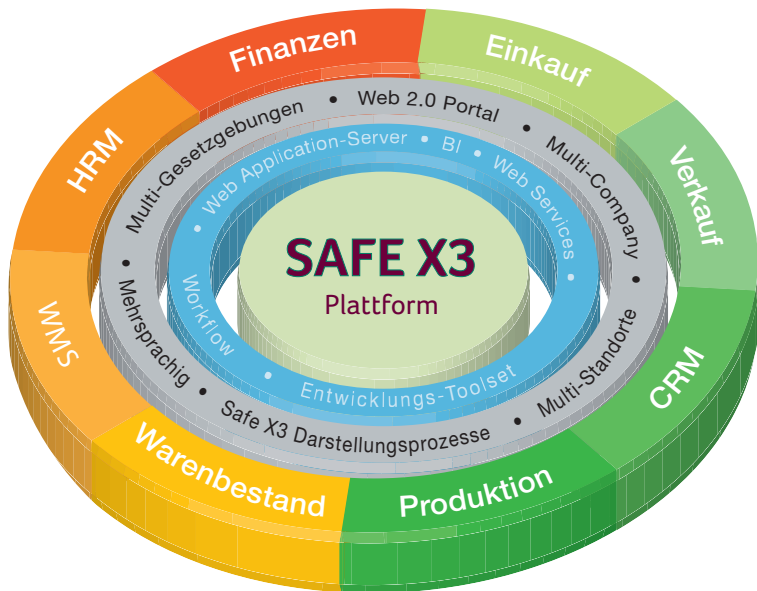 Finanzen
Einkauf
Verkauf
CRM
Produktion
Warenbestand
WMS
HRM
Multi-Gesetzgebungen • Web 2.0 Portal • Multi-Company • Multi-Standorte • Safe X3 Darstellungsprozesse • Mehrsprachig •
Web Application-Server • BI • Web Services • Entwicklungs-Toolset • Workflow •
SAFE X3
Plattform